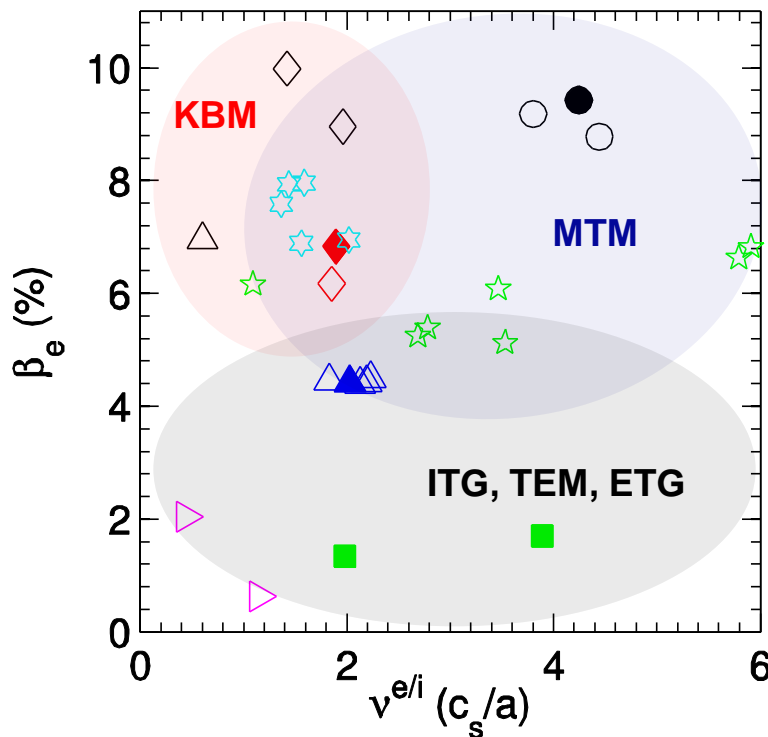 10
8
6
4
2
0
0 2 4 6
β_e (%)
ν^{e/i} (c_s/a)
KBM
MTM
ITG, TEM, ETG